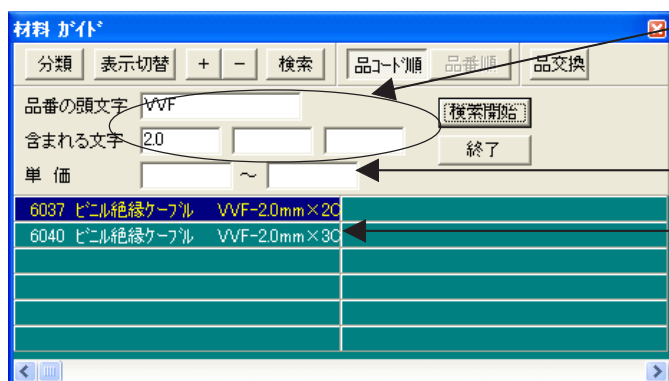 材料 ガイド
分類 表示切替 + - 検索 品コード順 品番順 品交換
品番の頭文字 VVF 検索開始
含まれる文字 2.0 終了
単 価 ～
6037 ビニル絶縁ケーブル VVF-2.0mm×2C
6040 ビニル絶縁ケーブル VVF-2.0mm×3C